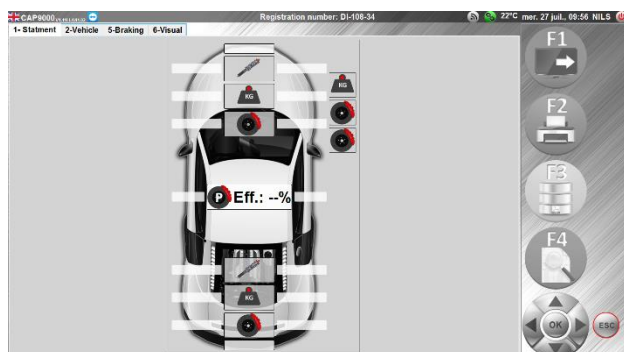 CAP9000 Registration number: DI-108-34 22°C mer. 27 juil., 09:56 NILS
1- Statment 2-Vehicle 5-Braking 6-Visual
F1
KG
KG
F2
P Eff.: --%
F3
F4
KG
OK ESC